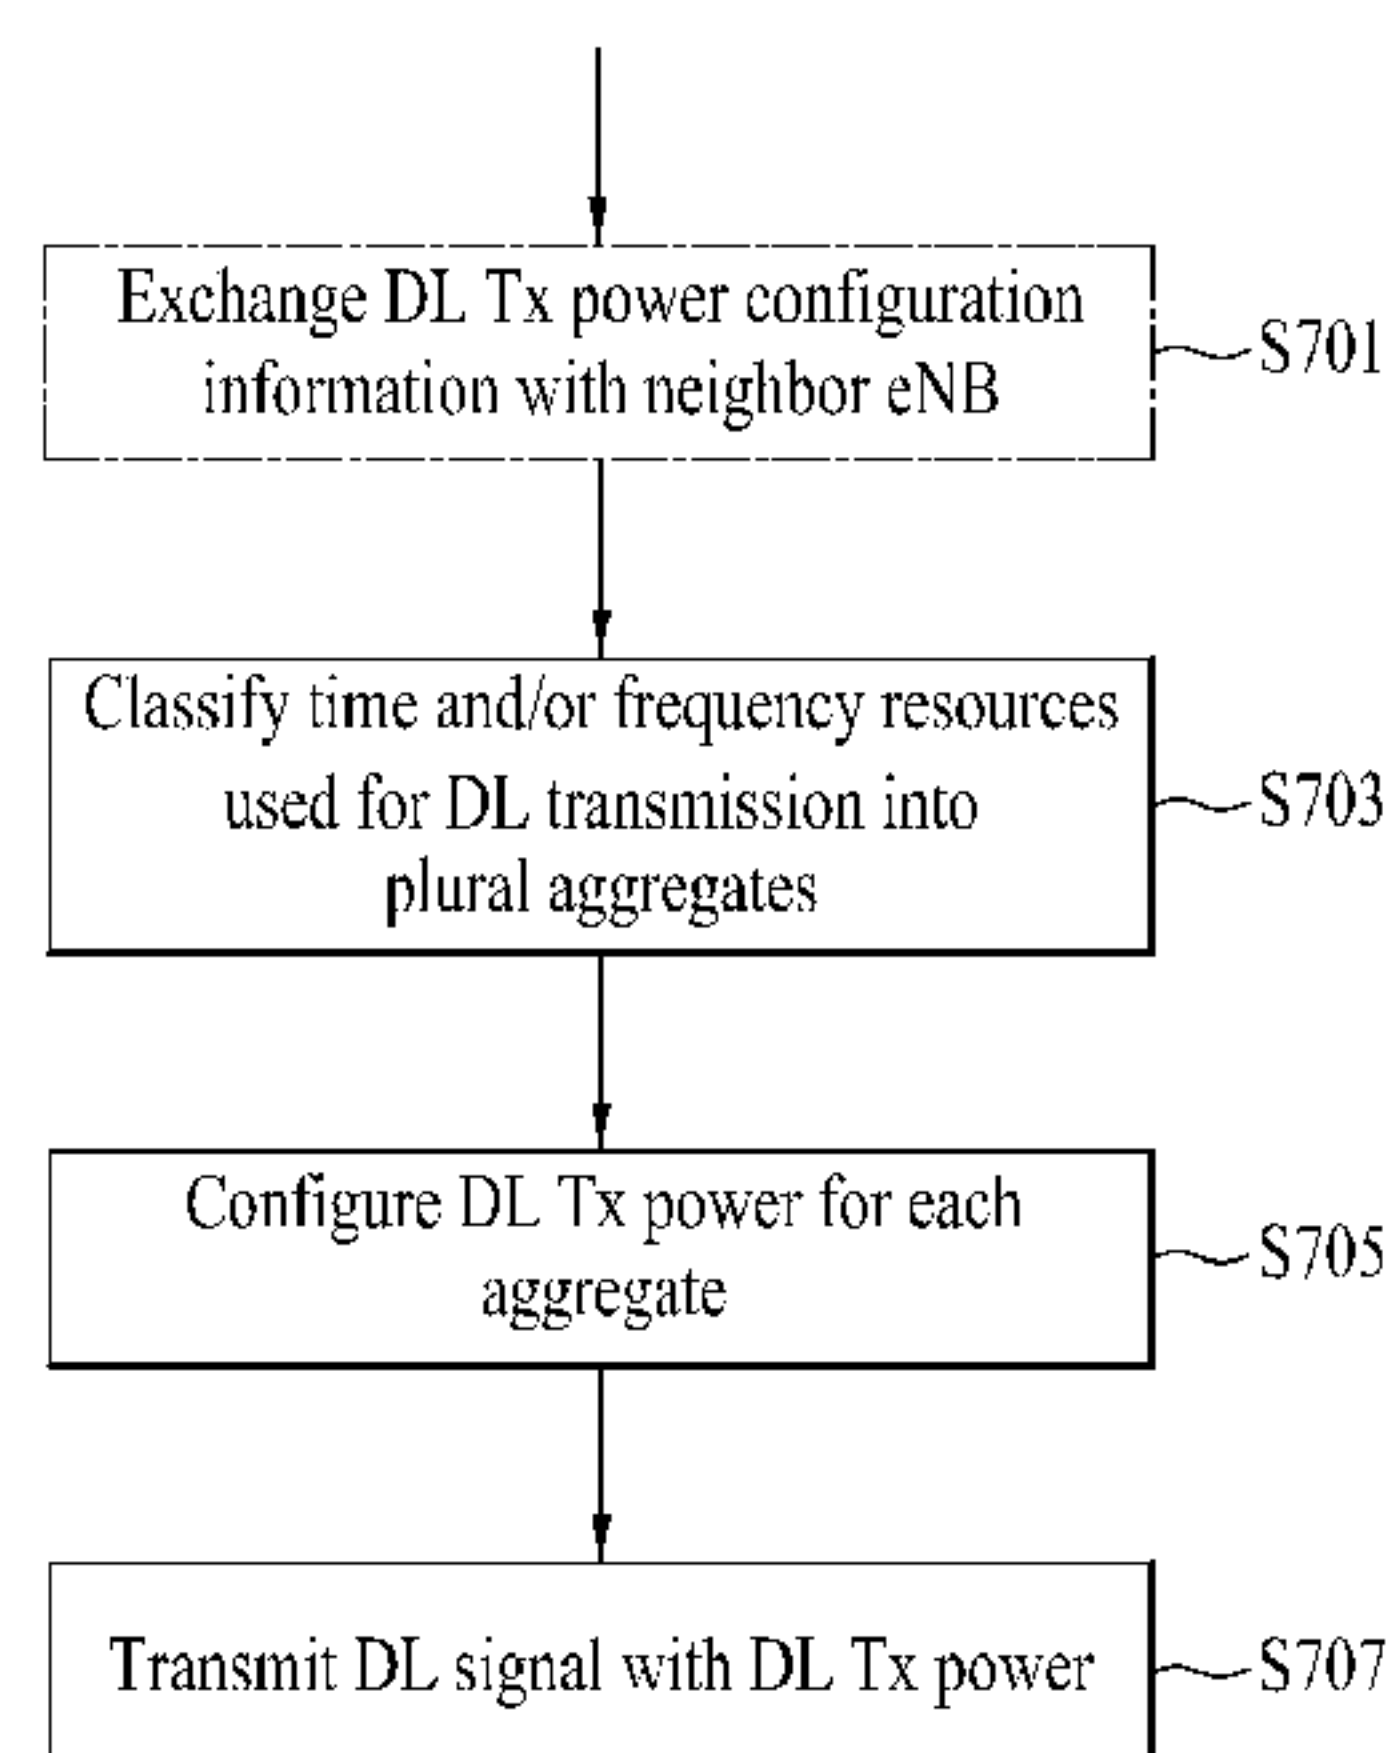 Exchange DL Tx power configuration
information with neighbor eNB
S701
Classify time and/or frequency resources
used for DL transmission into
plural aggregates
S703
Configure DL Tx power for each
aggregate
S705
Transmit DL signal with DL Tx power
S707